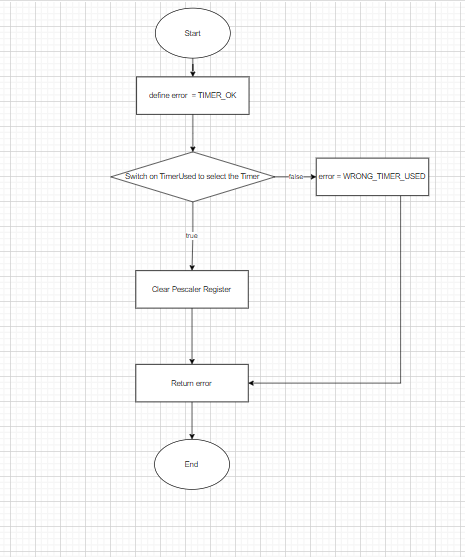 Start
define error = TIMER_OK
Switch on TimerUsed to select the Timer
false
error = WRONG_TIMER_USED
true
Clear Pescaler Register
Return error
End